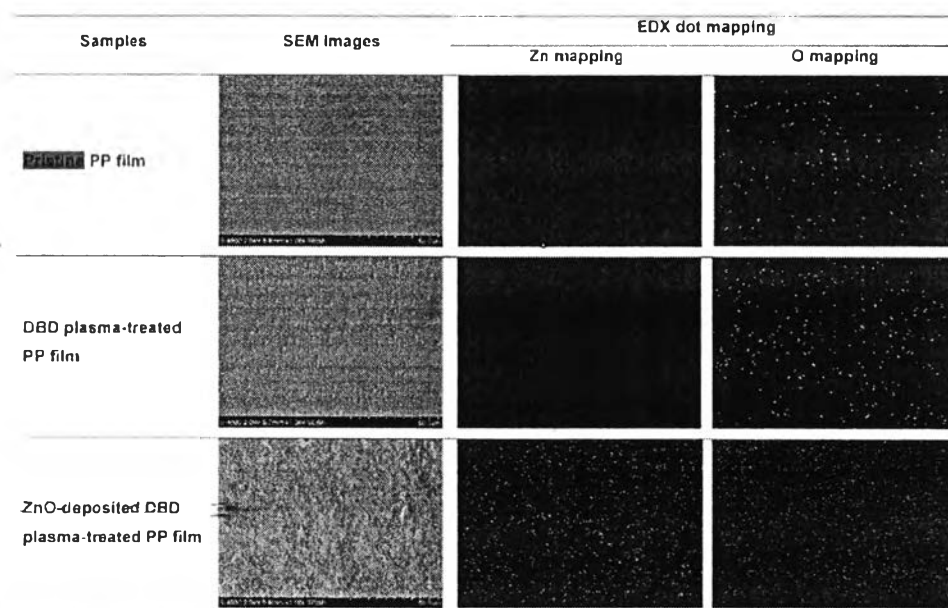 Samples
SEM Images
EDX dot mapping
Zn mapping
O mapping
Pristine PP film
DBD plasma-treated
PP film
ZnO-deposited DBD
plasma-treated PP film